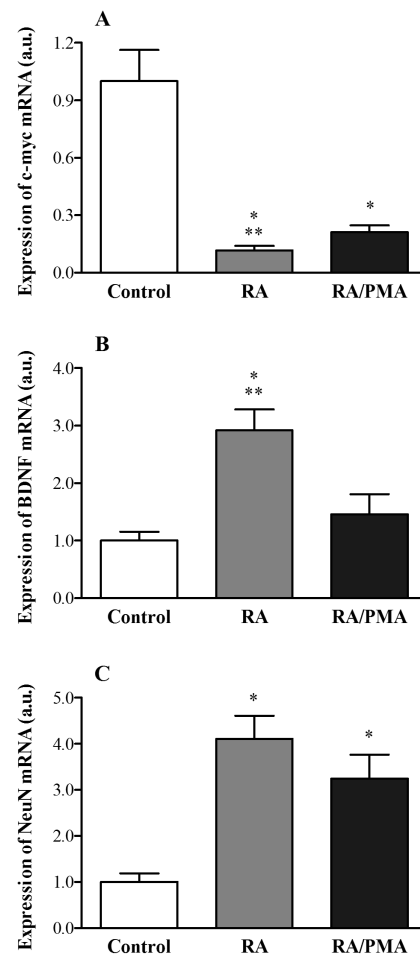 A
Expression of c-myc mRNA (a.u.)
1.2
0.9
0.6
0.3
0.0
*
**
*
Control RA RA/PMA
B
Expression of BDNF mRNA (a.u.)
4.0
3.0
2.0
1.0
0.0
*
**
Control RA RA/PMA
C
Expression of NeuN mRNA (a.u.)
5.0
4.0
3.0
2.0
1.0
0.0
*
*
Control RA RA/PMA